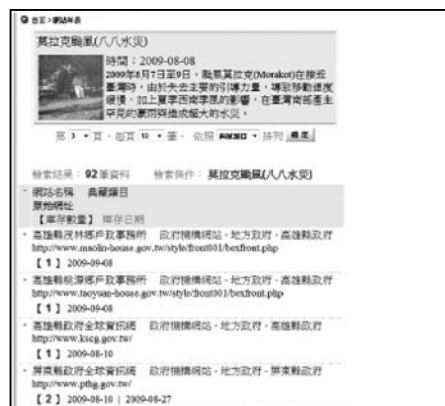 首頁 > 網站年表
莫拉克颱風(八八水災)
時間：2009-08-08
2009年8月7日至9日，颱風莫拉克(Morakot)在接近
臺灣時，由於失去主要的引導力量，導致移動速度
緩慢，加上夏季西南季風的影響，在臺灣南部產生
罕見的豪雨與造成極大的水災。
第 3 頁，每頁 10 筆， 依照 典藏類目 排列 確定
檢索結果：92筆資料 檢索條件：莫拉克颱風(八八水災)
網站名稱 典藏類目
原始網址
【庫存數量】 庫存日期
高雄縣茂林鄉戶政事務所 政府機構網站-地方政府-高雄縣政府
http://www.maolin-house.gov.tw/style/front001/bexfront.php
【1】 2009-09-08
高雄縣桃源鄉戶政事務所 政府機構網站-地方政府-高雄縣政府
http://www.taoyuan-house.gov.tw/style/front001/bexfront.php
【1】 2009-09-08
高雄縣政府全球資訊網 政府機構網站-地方政府-高雄縣政府
http://www.kscg.gov.tw/
【1】 2009-08-10
屏東縣政府全球資訊網 政府機構網站-地方政府-屏東縣政府
http://www.pthg.gov.tw/
【2】 2009-08-10 | 2009-08-27